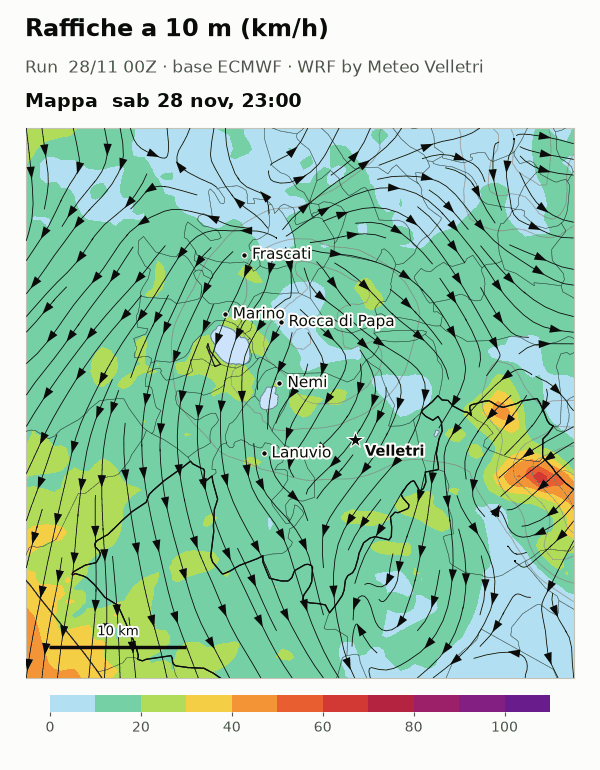 Raffiche a 10 m (km/h)
Run 28/11 00Z · base ECMWF · WRF by Meteo Velletri
Mappa sab 28 nov, 23:00
Frascati
Marino
Rocca di Papa
Nemi
Velletri
Lanuvio
10 km
0 20 40 60 80 100